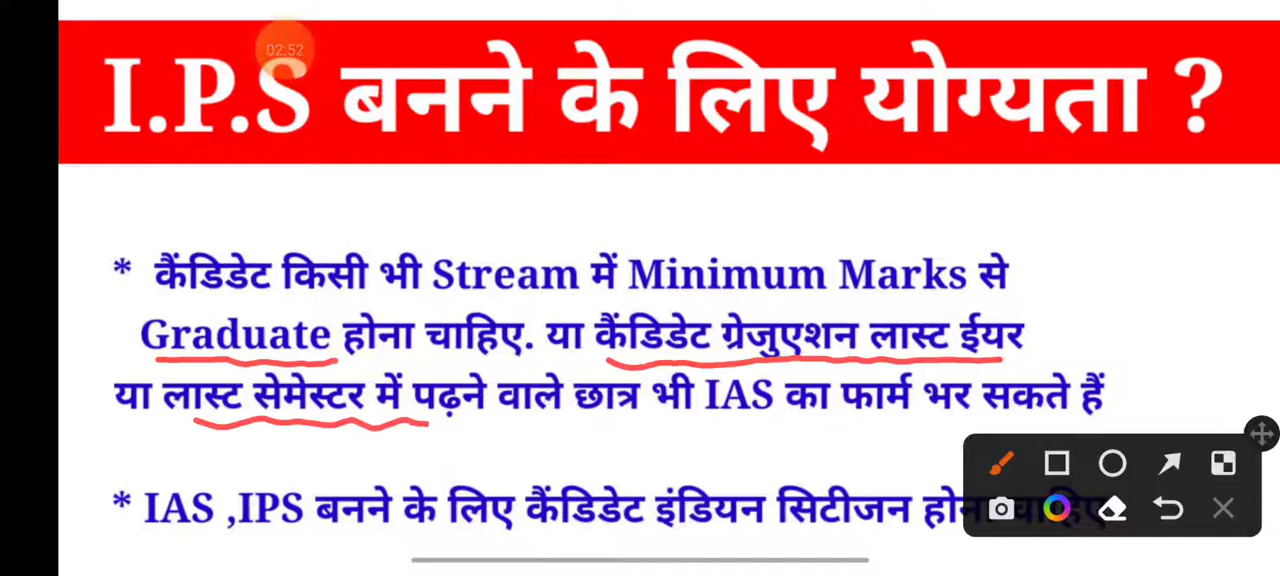 02:52
I.P.S बनने के लिए योग्यता ?
* कैंडिडेट किसी भी Stream में Minimum Marks से
Graduate होना चाहिए. या कैंडिडेट ग्रेजुएशन लास्ट ईयर
या लास्ट सेमेस्टर में पढ़ने वाले छात्र भी IAS का फार्म भर सकते हैं
* IAS ,IPS बनने के लिए कैंडिडेट इंडियन सिटीजन होना चाहिए